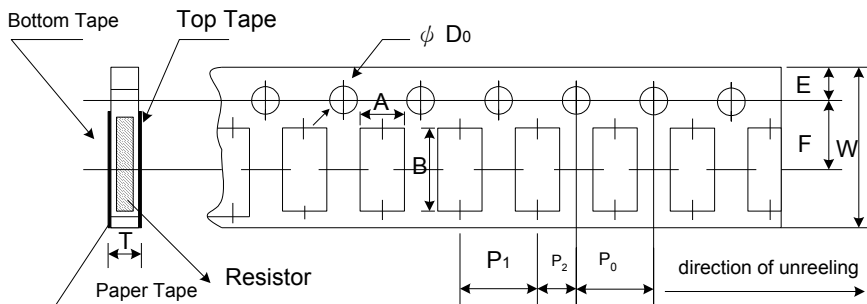 Bottom Tape
Top Tape
ψ D0
E
A
F
W
B
T
P1
P2
P0
direction of unreeling
Resistor
Paper Tape